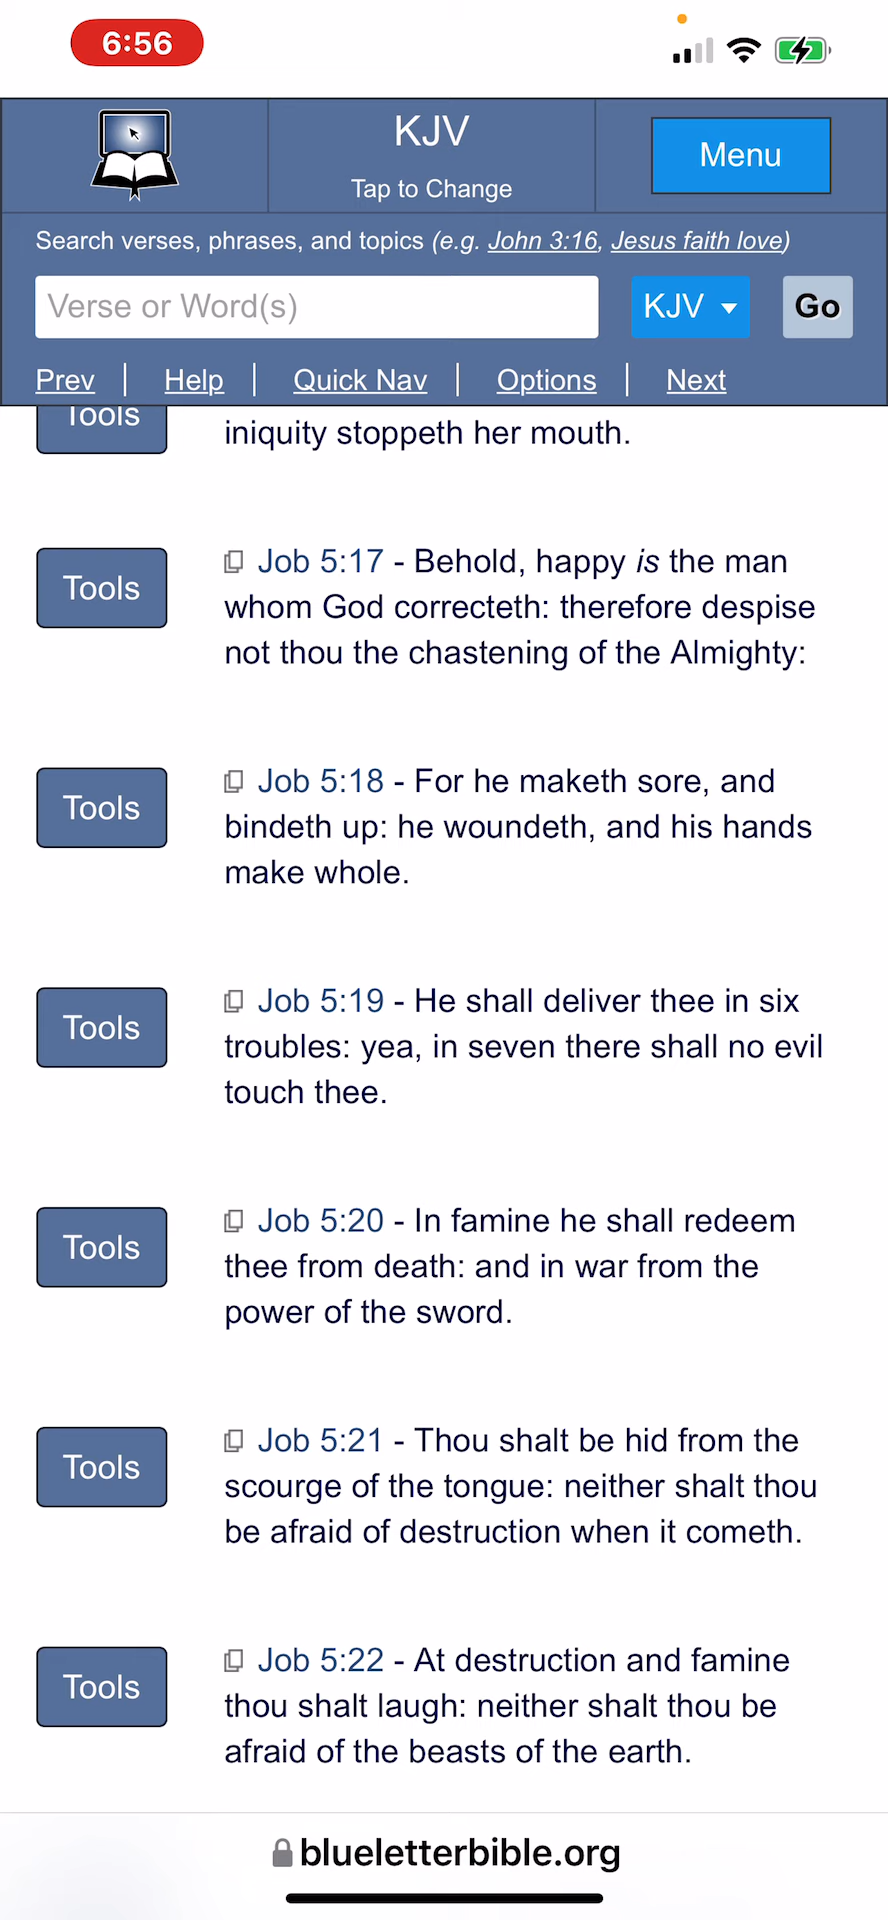 6:56
KJV
Tap to Change
Menu
Search verses, phrases, and topics (e.g. John 3:16, Jesus faith love)
Verse or Word(s)
KJV
Go
Prev | Help | Quick Nav | Options | Next
Tools
iniquity stoppeth her mouth.
Tools
Job 5:17 - Behold, happy is the man
whom God correcteth: therefore despise
not thou the chastening of the Almighty:
Tools
Job 5:18 - For he maketh sore, and
bindeth up: he woundeth, and his hands
make whole.
Tools
Job 5:19 - He shall deliver thee in six
troubles: yea, in seven there shall no evil
touch thee.
Tools
Job 5:20 - In famine he shall redeem
thee from death: and in war from the
power of the sword.
Tools
Job 5:21 - Thou shalt be hid from the
scourge of the tongue: neither shalt thou
be afraid of destruction when it cometh.
Tools
Job 5:22 - At destruction and famine
thou shalt laugh: neither shalt thou be
afraid of the beasts of the earth.
blueletterbible.org